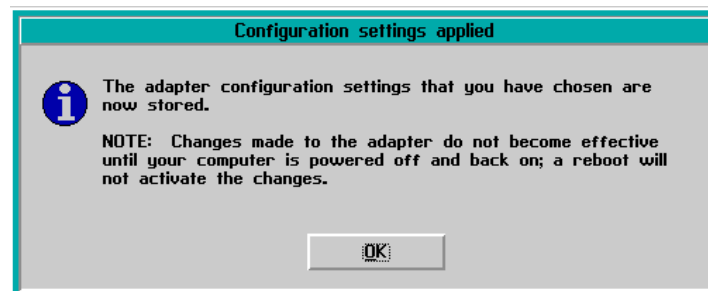 Configuration settings applied
The adapter configuration settings that you have chosen are
now stored.
NOTE: Changes made to the adapter do not become effective
until your computer is powered off and back on; a reboot will
not activate the changes.
OK